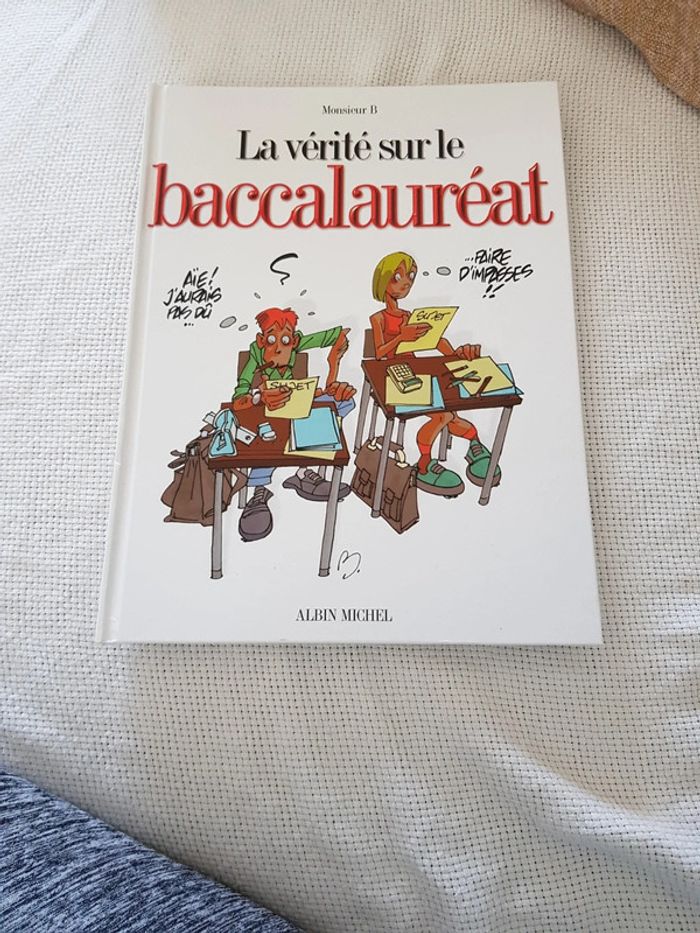 Monsieur B
La vérité sur le
baccalauréat
AÏE!
J'AURAIS
PAS DÛ
...
...FAIRE
D'IMPASSES
!!
SUJET
SUJET
B.
ALBIN MICHEL